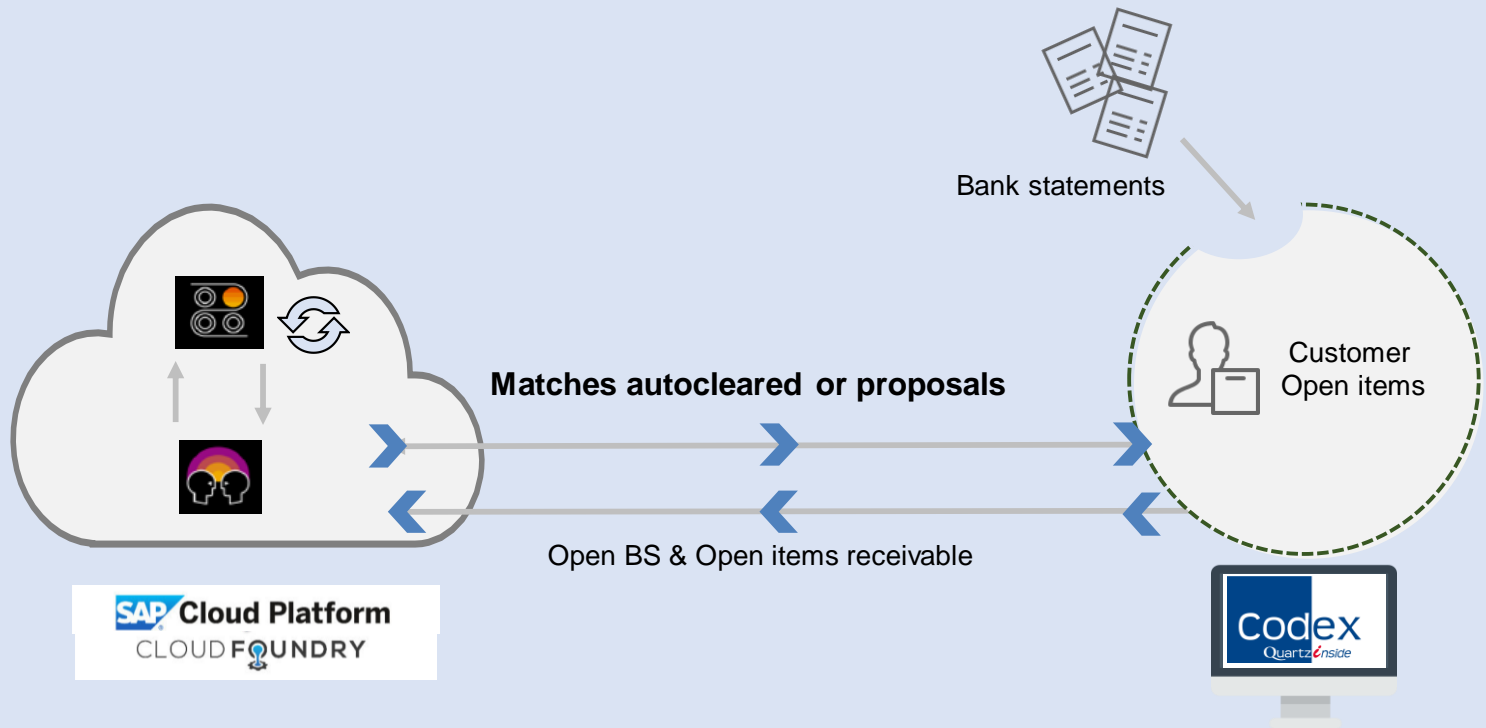 Bank statements
Customer
Open items
Matches autocleared or proposals
Open BS & Open items receivable
SAP Cloud Platform
CLOUD FOUNDRY
Codex
Quartz inside